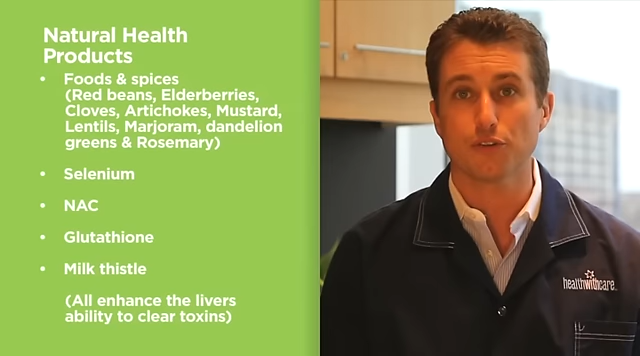 Natural Health
Products
• Foods & spices
(Red beans, Elderberries,
Cloves, Artichokes, Mustard,
Lentils, Marjoram, dandelion
greens & Rosemary)
• Selenium
• NAC
• Glutathione
• Milk thistle
(All enhance the livers
ability to clear toxins)
healthwithcare